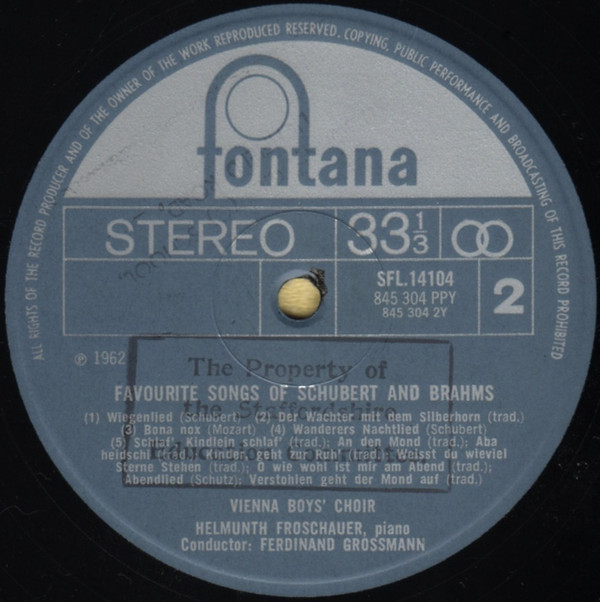 ALL RIGHTS OF THE RECORD PRODUCER AND OF THE OWNER OF THE WORK REPRODUCED RESERVED. COPYING, PUBLIC PERFORMANCE AND BROADCASTING OF THIS RECORD PROHIBITED
fontana
STEREO 33⅓
SFL.14104
845 304 PPY
845 304 2Y
2
℗ 1962
The Property of
FAVOURITE SONGS OF SCHUBERT AND BRAHMS
the Staffordshire
(1) Wiegenlied (Schubert) (2) Der Wachter mit dem Silberhorn (trad.)
(3) Bona nox (Mozart) (4) Wanderers Nachtlied (Schubert)
(5) Schlaf', Kindlein schlaf' (trad.); An den Mond (trad.); Aba
heidschi (trad.); Kinder, geht zur Ruh' (trad.); Weisst du wieviel
Education Committee
Sterne Stehen (trad.); O wie wohl ist mir am Abend (trad.);
Abendlied (Schutz); Verstohlen geht der Mond auf (trad.)
VIENNA BOYS' CHOIR
HELMUNTH FROSCHAUER, piano
Conductor: FERDINAND GROSSMANN